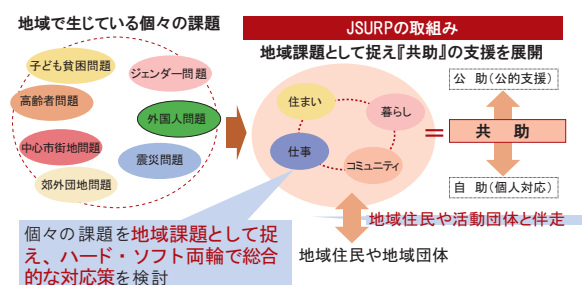 地域で生じている個々の課題
子ども貧困問題
ジェンダー問題
高齢者問題
外国人問題
中心市街地問題
震災問題
郊外団地問題
JSURPの取組み
地域課題として捉え『共助』の支援を展開
住まい
暮らし
仕事
コミュニティ
＝
公 助(公的支援)
共 助
自 助(個人対応)
地域住民や活動団体と伴走
地域住民や地域団体
個々の課題を地域課題として捉
え、ハード・ソフト両輪で総合
的な対応策を検討